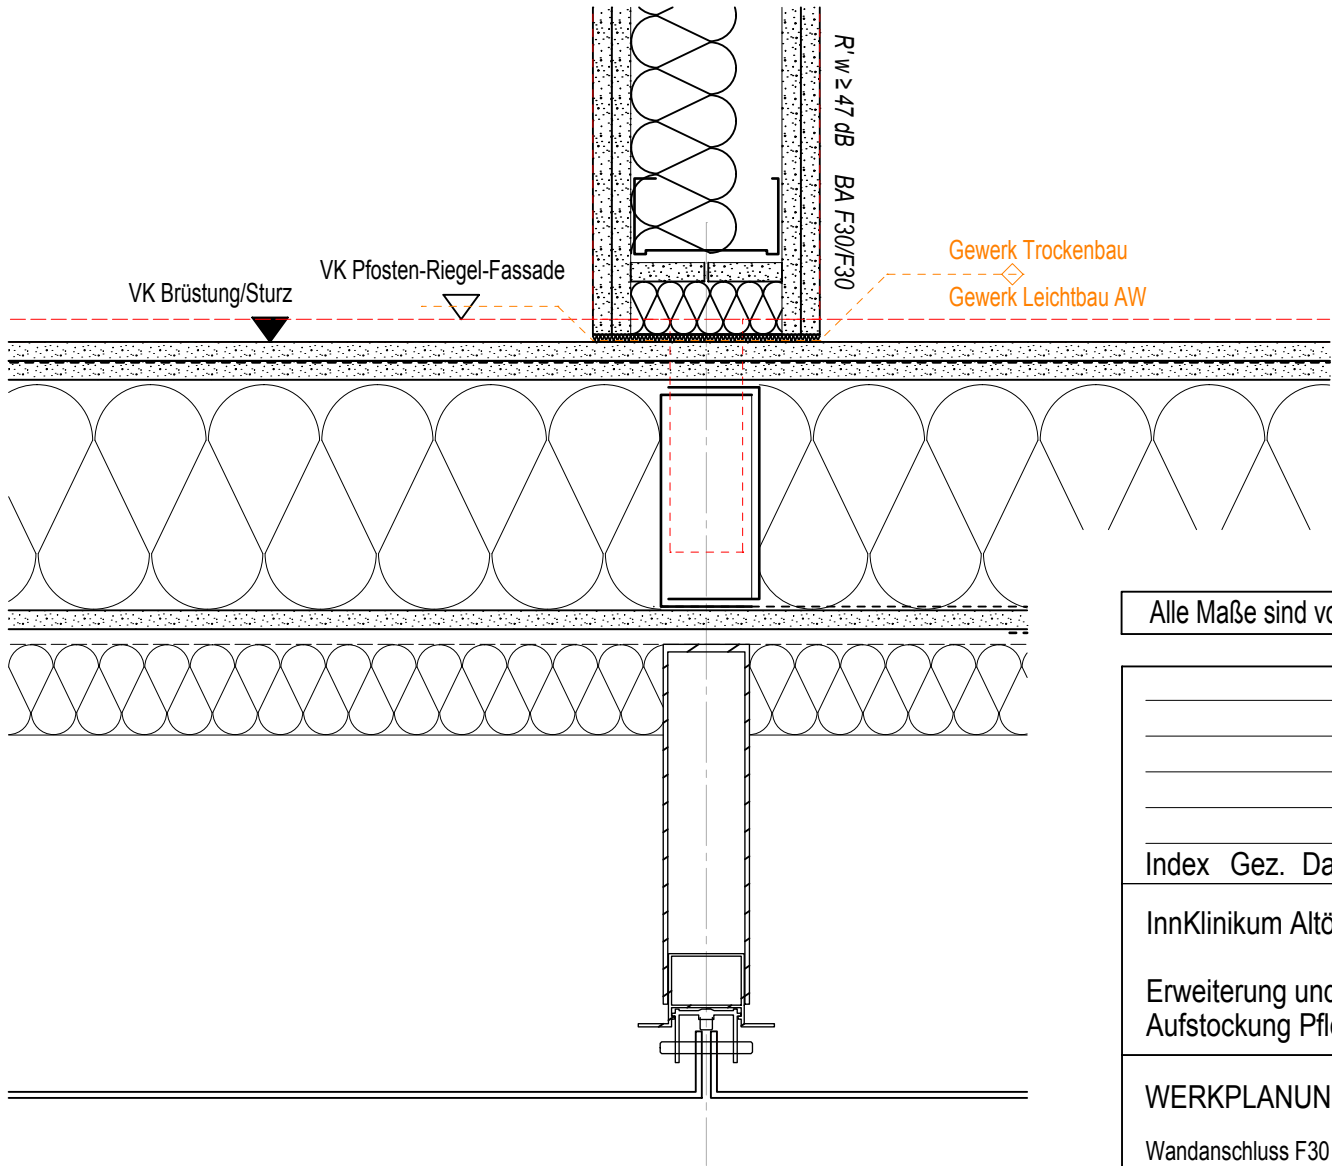 R'w ≥ 47 dB BA F30/F30
Gewerk Trockenbau
Gewerk Leichtbau AW
VK Pfosten-Riegel-Fassade
VK Brüstung/Sturz
Alle Maße sind vo
Index Gez. Da
InnKlinikum Altö
Erweiterung und
Aufstockung Pfl
WERKPLANUN
Wandanschluss F30